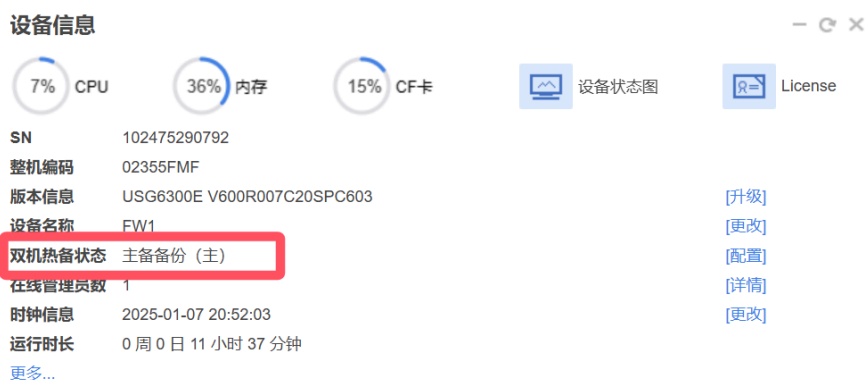 设备信息
7% CPU 36% 内存 15% CF卡 设备状态图 License
SN 102475290792
整机编码 02355FMF
版本信息 USG6300E V600R007C20SPC603 [升级]
设备名称 FW1 [更改]
双机热备状态 主备备份（主） [配置]
在线管理员数 1 [详情]
时钟信息 2025-01-07 20:52:03 [更改]
运行时长 0 周 0 日 11 小时 37 分钟
更多...